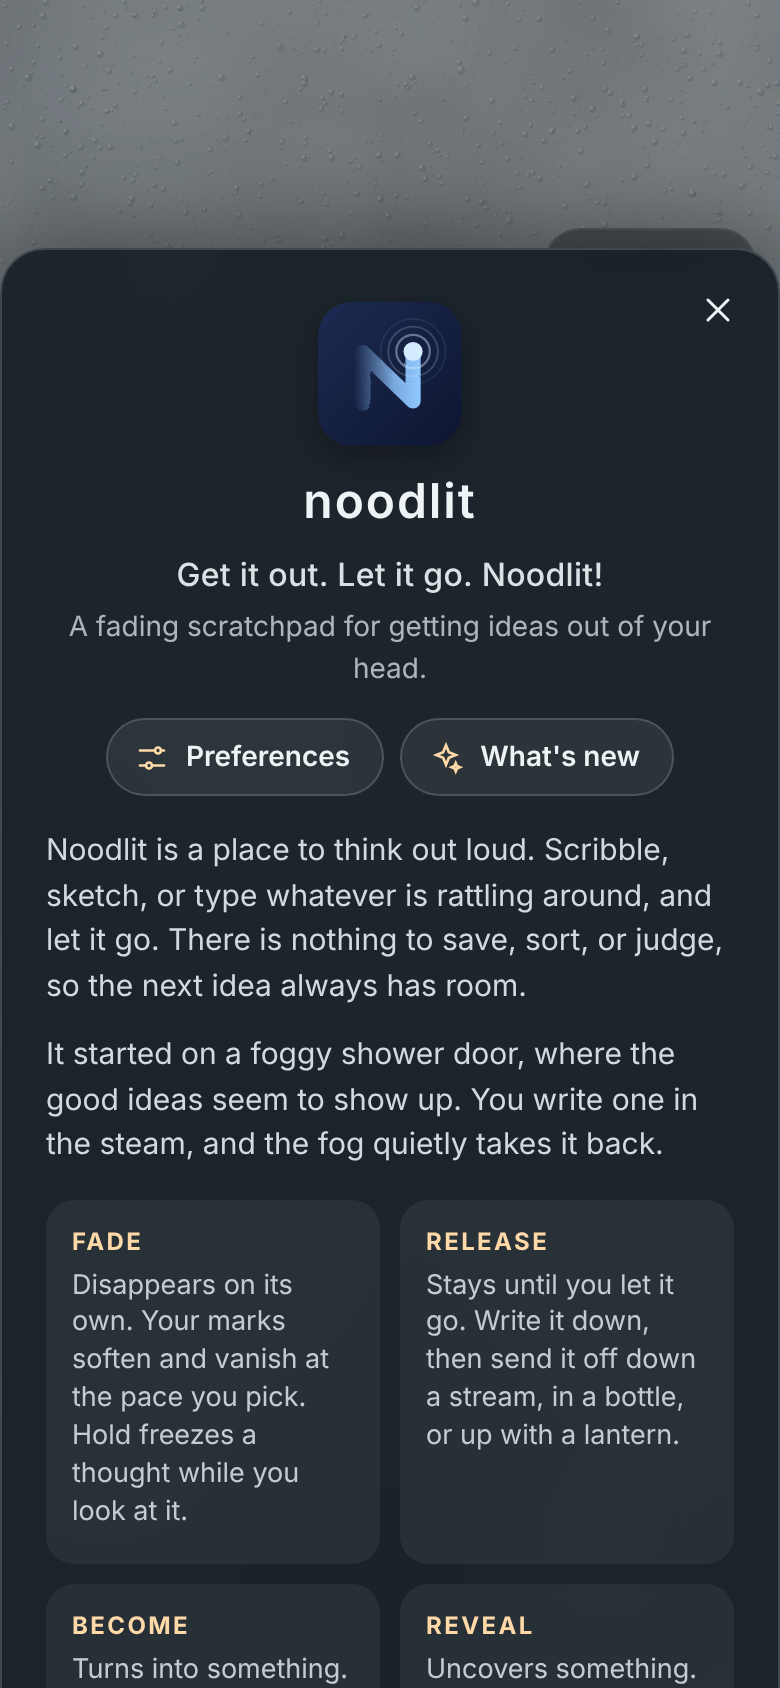 noodlit
Get it out. Let it go. Noodlit!
A fading scratchpad for getting ideas out of your
head.
Preferences
What's new
Noodlit is a place to think out loud. Scribble,
sketch, or type whatever is rattling around, and
let it go. There is nothing to save, sort, or judge,
so the next idea always has room.
It started on a foggy shower door, where the
good ideas seem to show up. You write one in
the steam, and the fog quietly takes it back.
FADE
Disappears on its
own. Your marks
soften and vanish at
the pace you pick.
Hold freezes a
thought while you
look at it.
RELEASE
Stays until you let it
go. Write it down,
then send it off down
a stream, in a bottle,
or up with a lantern.
BECOME
Turns into something.
REVEAL
Uncovers something.